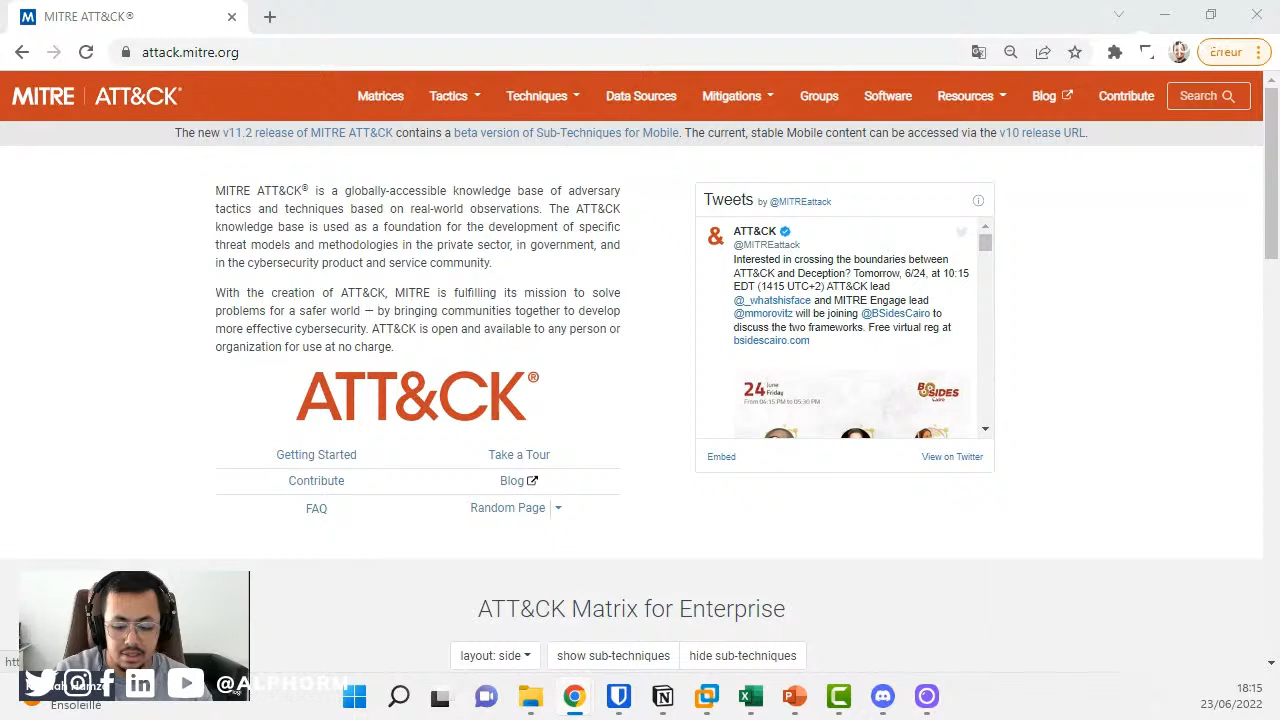 MITRE ATT&CK®
attack.mitre.org
Erreur
MITRE | ATT&CK®
Matrices
Tactics
Techniques
Data Sources
Mitigations
Groups
Software
Resources
Blog
Contribute
Search
The new v11.2 release of MITRE ATT&CK contains a beta version of Sub-Techniques for Mobile. The current, stable Mobile content can be accessed via the v10 release URL.
MITRE ATT&CK® is a globally-accessible knowledge base of adversary
tactics and techniques based on real-world observations. The ATT&CK
knowledge base is used as a foundation for the development of specific
threat models and methodologies in the private sector, in government, and
in the cybersecurity product and service community.
With the creation of ATT&CK, MITRE is fulfilling its mission to solve
problems for a safer world — by bringing communities together to develop
more effective cybersecurity. ATT&CK is open and available to any person or
organization for use at no charge.
ATT&CK®
Getting Started
Take a Tour
Contribute
Blog
FAQ
Random Page
Tweets by @MITREattack
ATT&CK
@MITREattack
Interested in crossing the boundaries between
ATT&CK and Deception? Tomorrow, 6/24, at 10:15
EDT (1415 UTC+2) ATT&CK lead
@_whatshisface and MITRE Engage lead
@mmorovitz will be joining @BSidesCairo to
discuss the two frameworks. Free virtual reg at
bsidescairo.com
24 June
Friday
From 04:15 PM to 05:30 PM
BSIDES
Cairo
Embed
View on Twitter
ATT&CK Matrix for Enterprise
layout: side
show sub-techniques
hide sub-techniques
@ALPHORM
Ensoleillé
18:15
23/06/2022